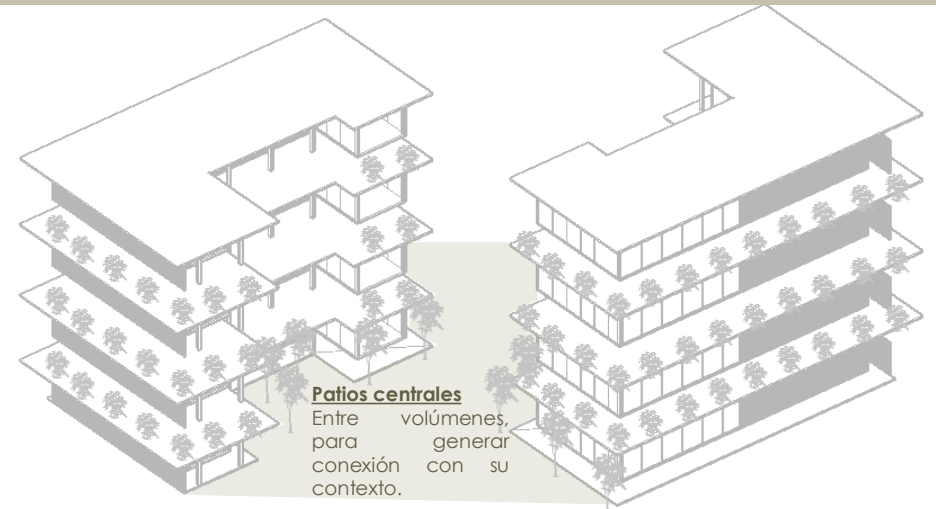 Patios centrales
Entre volúmenes,
para generar
conexión con su
contexto.